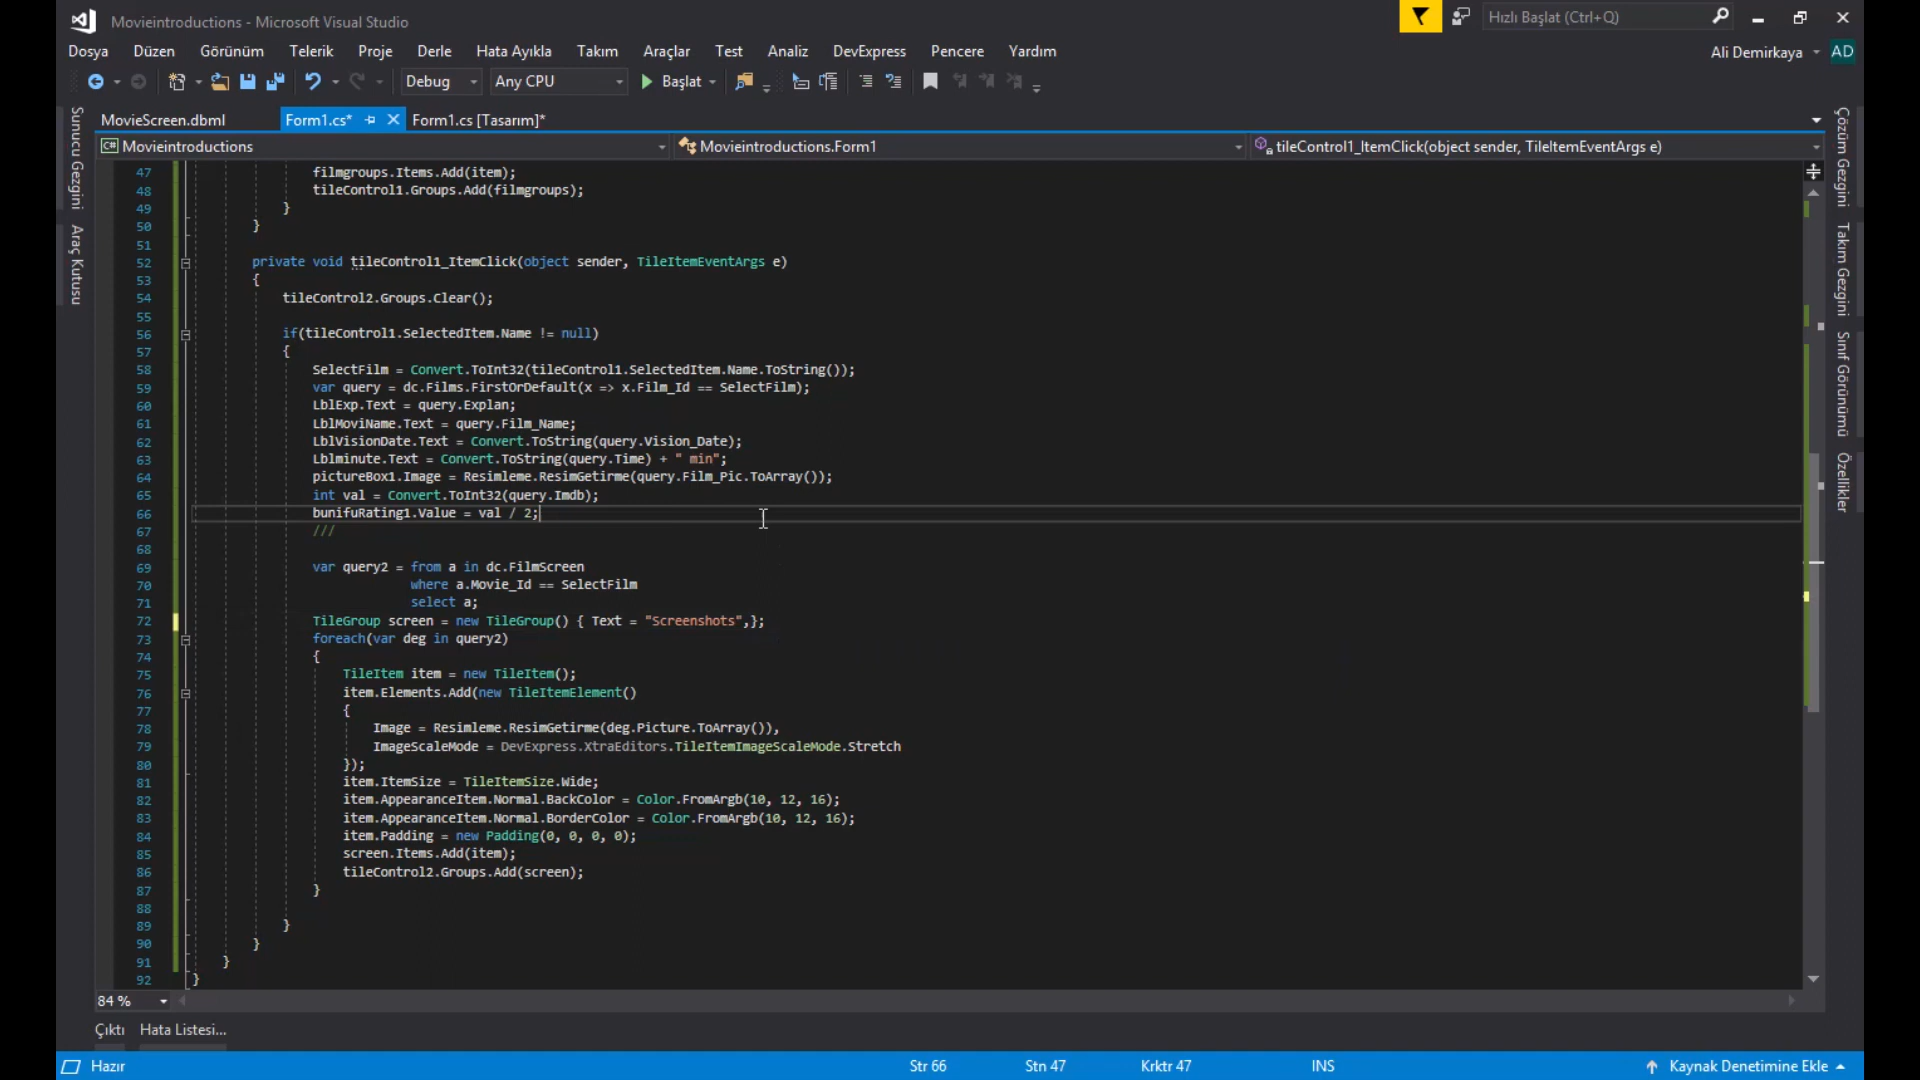 Movieintroductions - Microsoft Visual Studio
Hızlı Başlat (Ctrl+Q)
Dosya Düzen Görünüm Telerik Proje Derle Hata Ayıkla Takım Araçlar Test Analiz DevExpress Pencere Yardım
Ali Demirkaya AD
Debug Any CPU Başlat
MovieScreen.dbml Form1.cs* Form1.cs [Tasarım]*
C# Movieintroductions Movieintroductions.Form1 tileControl1_ItemClick(object sender, TileItemEventArgs e)
Sunucu Gezgini
Araç Kutusu
47 filmgroups.Items.Add(item);
48 tileControl1.Groups.Add(filmgroups);
49 }
50 }
51
52 private void tileControl1_ItemClick(object sender, TileItemEventArgs e)
53 {
54 tileControl2.Groups.Clear();
55
56 if(tileControl1.SelectedItem.Name != null)
57 {
58 SelectFilm = Convert.ToInt32(tileControl1.SelectedItem.Name.ToString());
59 var query = dc.Films.FirstOrDefault(x => x.Film_Id == SelectFilm);
60 LblExp.Text = query.Explan;
61 LblMoviName.Text = query.Film_Name;
62 LblVisionDate.Text = Convert.ToString(query.Vision_Date);
63 Lblminute.Text = Convert.ToString(query.Time) + " min";
64 pictureBox1.Image = Resimleme.ResimGetirme(query.Film_Pic.ToArray());
65 int val = Convert.ToInt32(query.Imdb);
66 bunifuRating1.Value = val / 2;
67 ///
68
69 var query2 = from a in dc.FilmScreen
70 where a.Movie_Id == SelectFilm
71 select a;
72 TileGroup screen = new TileGroup() { Text = "Screenshots",};
73 foreach(var deg in query2)
74 {
75 TileItem item = new TileItem();
76 item.Elements.Add(new TileItemElement()
77 {
78 Image = Resimleme.ResimGetirme(deg.Picture.ToArray()),
79 ImageScaleMode = DevExpress.XtraEditors.TileItemImageScaleMode.Stretch
80 });
81 item.ItemSize = TileItemSize.Wide;
82 item.AppearanceItem.Normal.BackColor = Color.FromArgb(10, 12, 16);
83 item.AppearanceItem.Normal.BorderColor = Color.FromArgb(10, 12, 16);
84 item.Padding = new Padding(0, 0, 0, 0);
85 screen.Items.Add(item);
86 tileControl2.Groups.Add(screen);
87 }
88
89 }
90 }
91 }
92 }
Çözüm Gezgini
Takım Gezgini
Sınıf Görünümü
Özellikler
84 %
Çıktı Hata Listesi...
Hazır Str 66 Stn 47 Krktr 47 INS Kaynak Denetimine Ekle